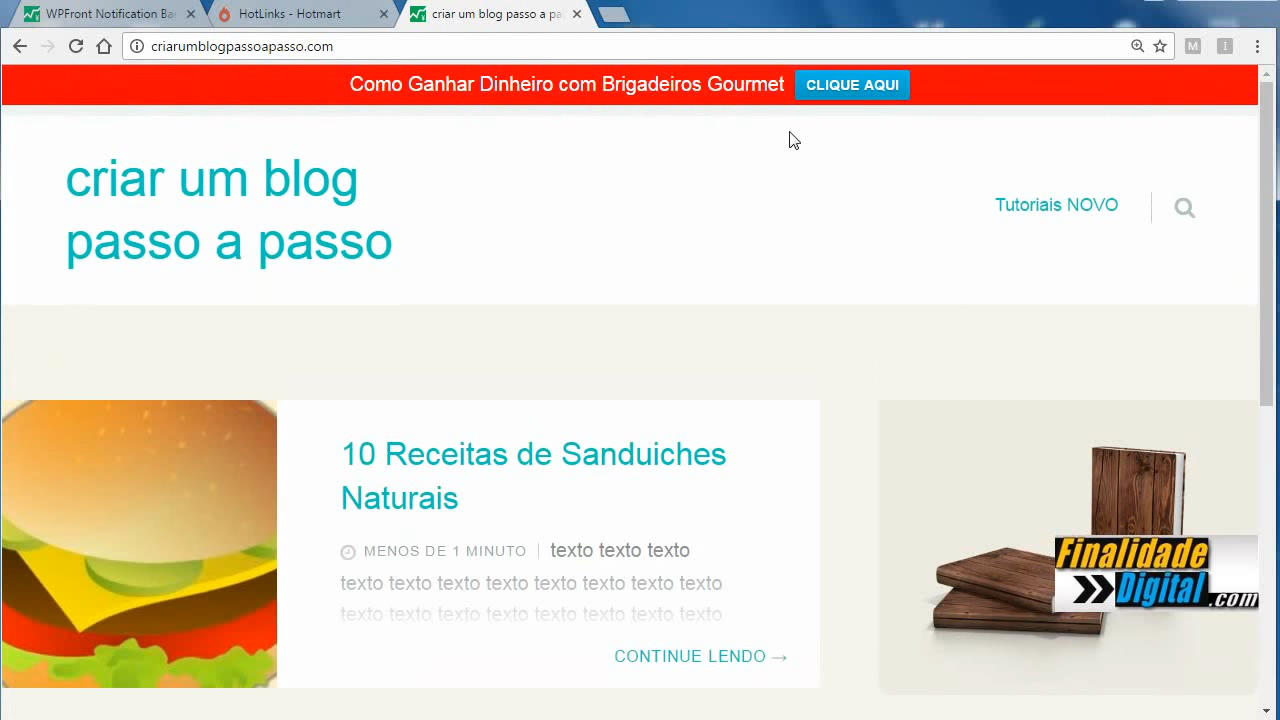 WPFront Notification Ba
HotLinks - Hotmart
criar um blog passo a pa
criarumblogpassoapasso.com
M
I
Como Ganhar Dinheiro com Brigadeiros Gourmet CLIQUE AQUI
criar um blog
passo a passo
Tutoriais NOVO
10 Receitas de Sanduiches
Naturais
MENOS DE 1 MINUTO texto texto texto
texto texto texto texto texto texto texto texto
texto texto texto texto texto texto texto texto
CONTINUE LENDO →
Finalidade
Digital.com